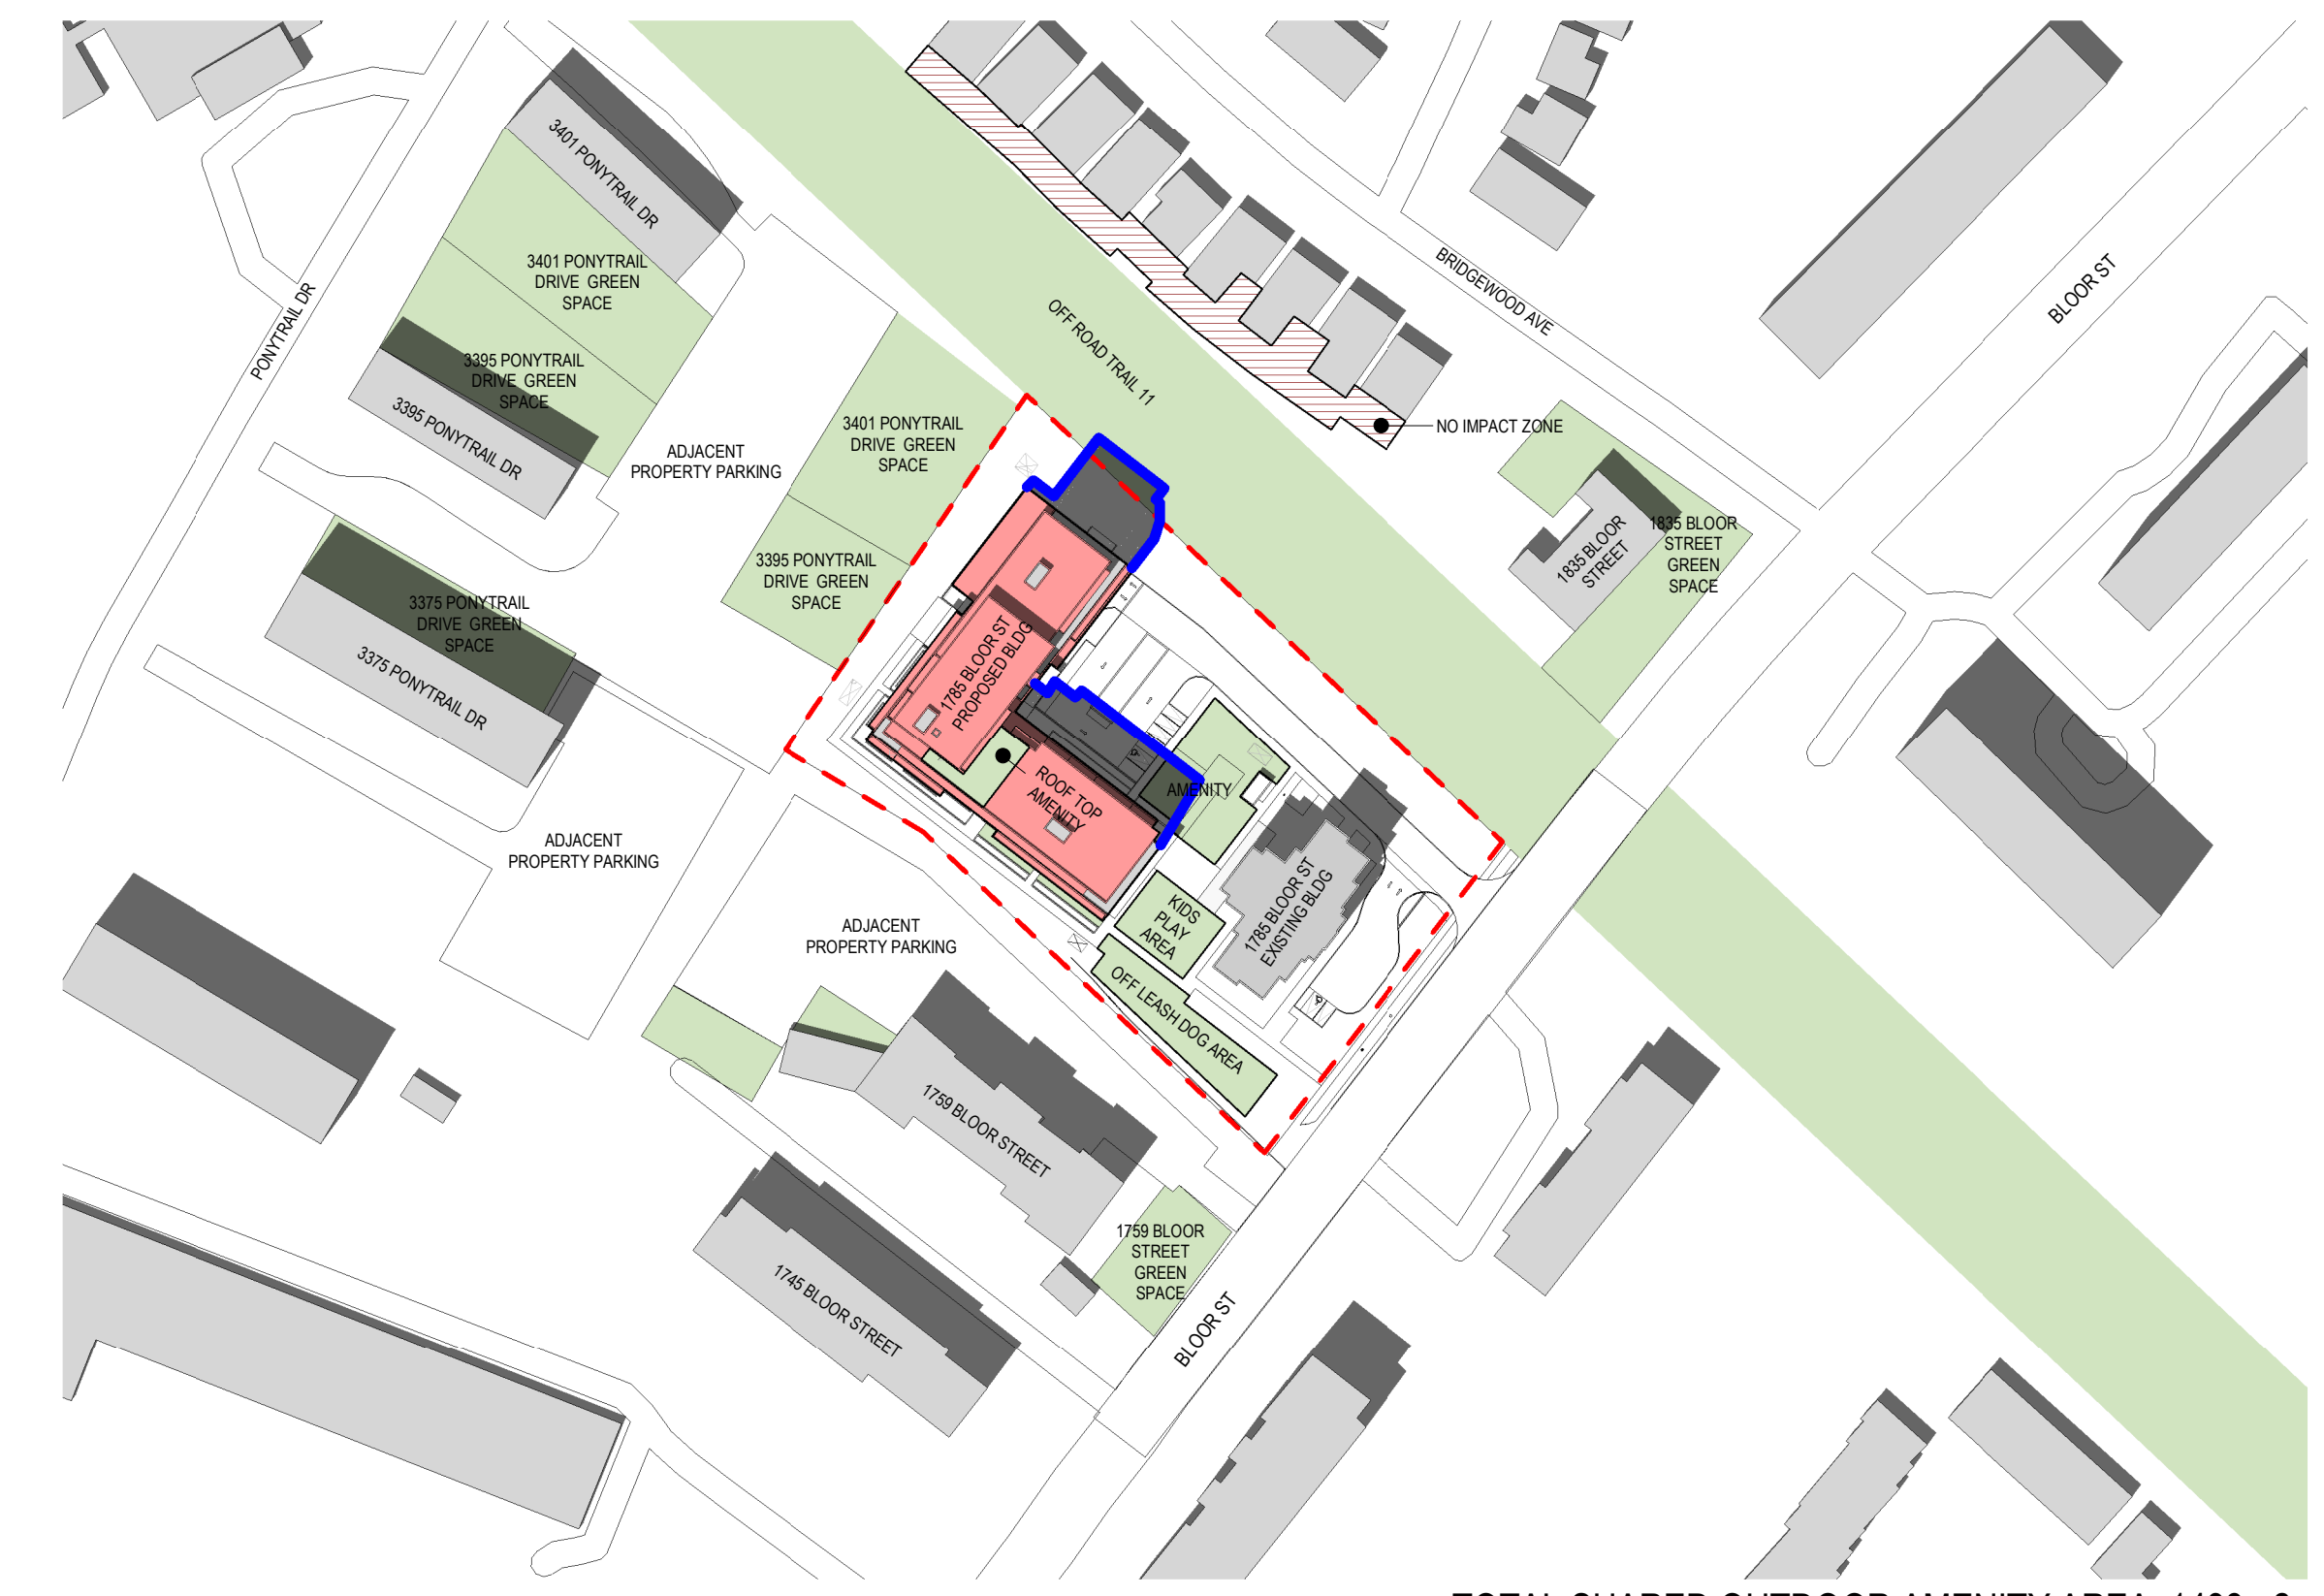 3401 PONYTRAIL DR
3401 PONYTRAIL
DRIVE GREEN
SPACE
PONYTRAIL DR
3395 PONYTRAIL
DRIVE GREEN
SPACE
3395 PONYTRAIL DR
ADJACENT
PROPERTY PARKING
3401 PONYTRAIL
DRIVE GREEN
SPACE
OFF ROAD TRAIL 11
BRIDGEWOOD AVE
BLOOR ST
NO IMPACT ZONE
3395 PONYTRAIL
DRIVE GREEN
SPACE
1835 BLOOR
STREET
1835 BLOOR
STREET
GREEN
SPACE
3375 PONYTRAIL
DRIVE GREEN
SPACE
3375 PONYTRAIL DR
1785 BLOOR ST
PROPOSED BLDG
ROOF TOP
AMENITY
AMENITY
ADJACENT
PROPERTY PARKING
ADJACENT
PROPERTY PARKING
KIDS
PLAY
AREA
1785 BLOOR ST
EXISTING BLDG
OFF LEASH DOG AREA
1759 BLOOR STREET
1759 BLOOR
STREET
GREEN
SPACE
1745 BLOOR STREET
BLOOR ST